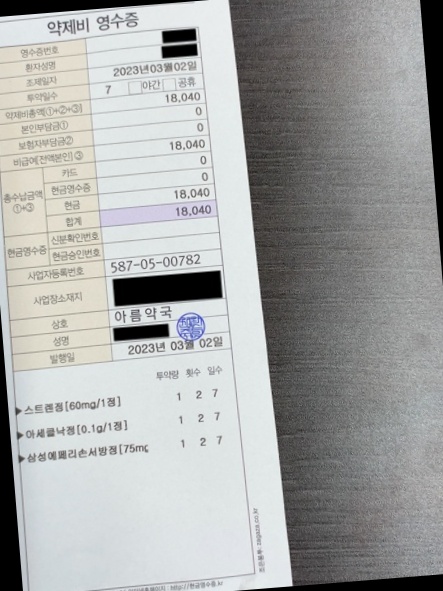 약제비 영수증
영수증번호
환자성명
조제일자 2023년03월02일
투약일수 7 야간 공휴
약제비총액(①+②+③) 18,040
본인부담금① 0
보험자부담금② 0
비급여(전액본인)③ 18,040
총수납금액 ①+③
카드 0
현금영수증 0
현금 18,040
합계 18,040
현금영수증
신분확인번호
현금승인번호
사업자등록번호 587-05-00782
사업장소재지
상호 아름약국
성명
발행일 2023년 03월 02일
투약량 횟수 일수
▶스트렌정[60mg/1정] 1 2 7
▶아세클낙정[0.1g/1정] 1 2 7
▶삼성에페리손서방정[75mg 1 2 7
http://현금영수증.kr
zagaza.co.kr